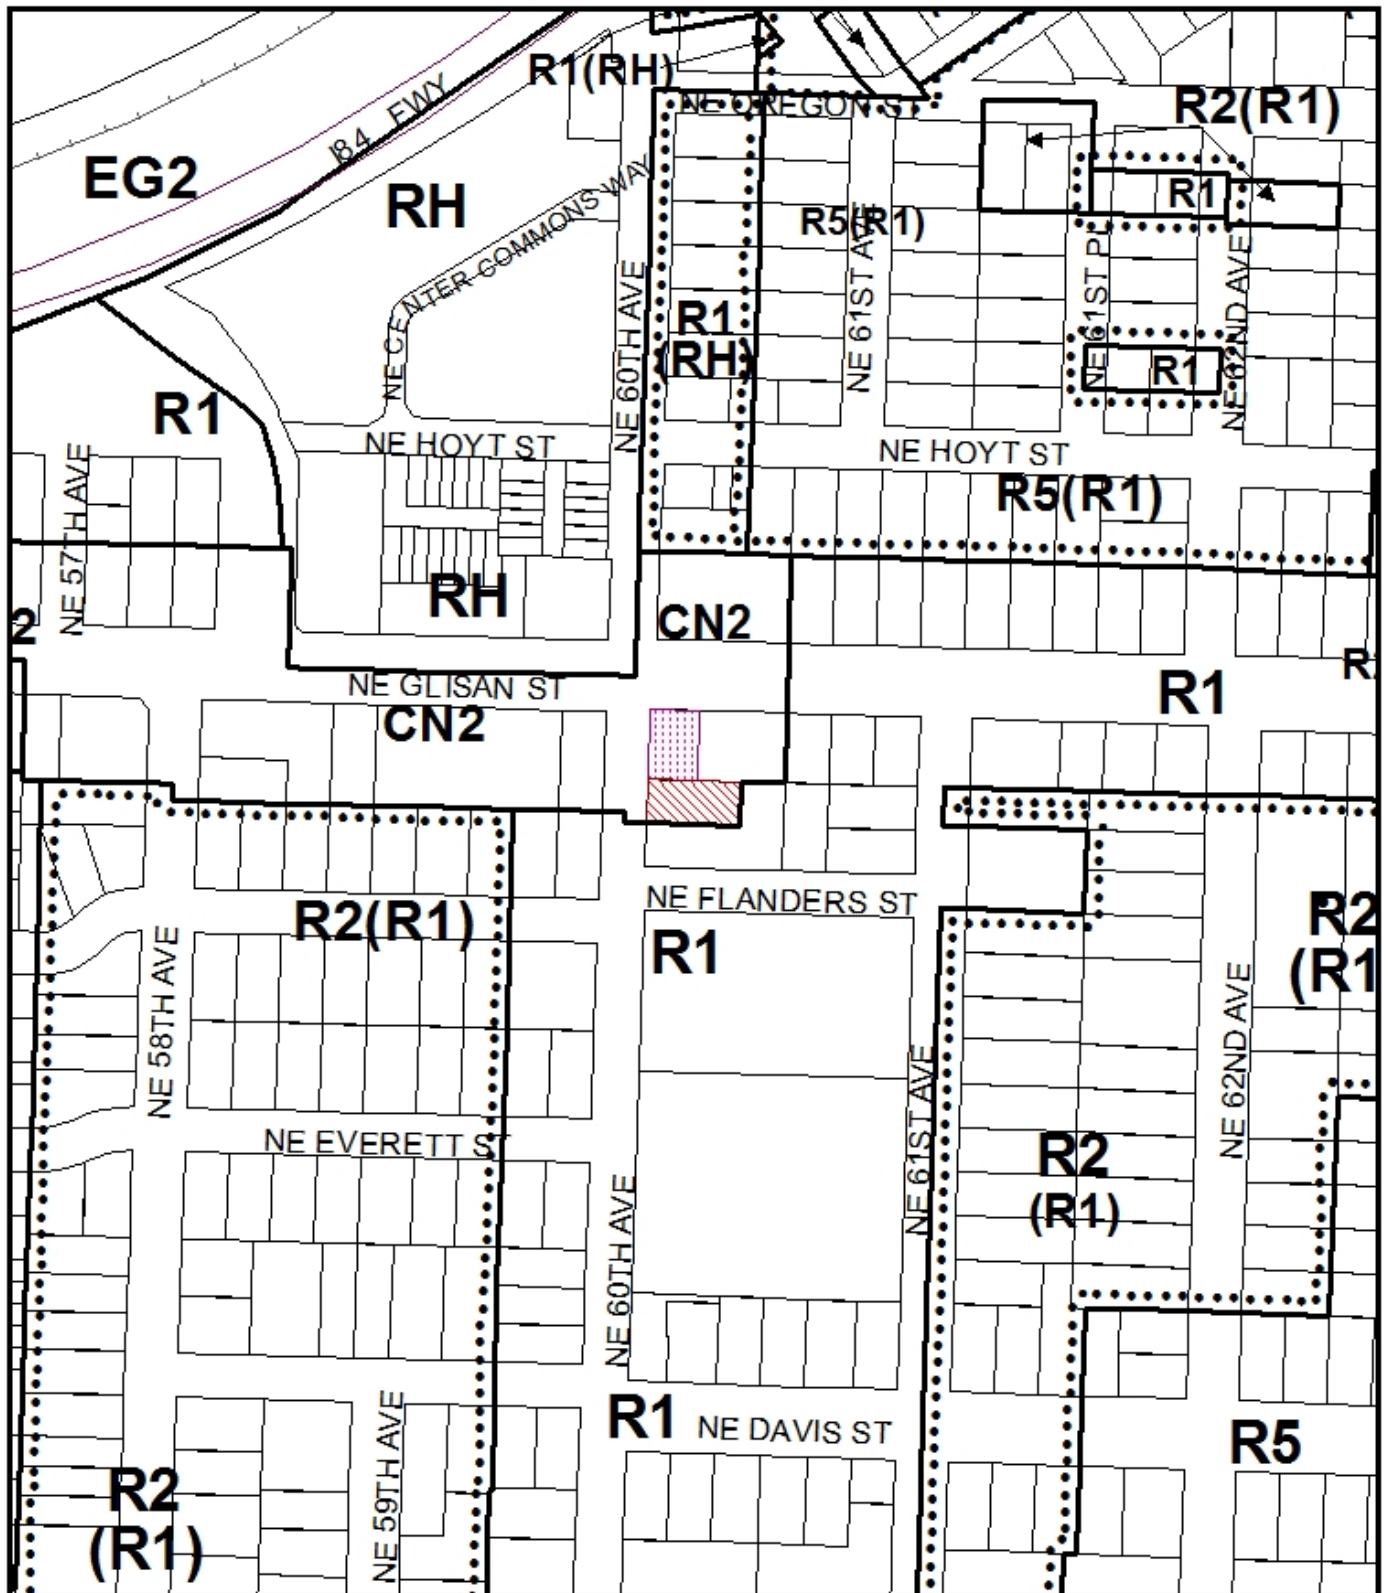 R1(RH)
I84 FWY
NE OREGON ST
R2(R1)
EG2
RH
R1
R5(R1)
NE CENTER COMMONS WAY
NE 60TH AVE
R1
(RH)
NE 61ST AVE
NE 61ST PL
NE 62ND AVE
R1
R1
NE HOYT ST
NE HOYT ST
NE 57TH AVE
R5(R1)
RH
CN2
2
NE GLISAN ST
CN2
R1
NE FLANDERS ST
R2(R1)
R1
R2
(R1
NE 58TH AVE
NE 62ND AVE
NE 61ST AVE
NE EVERETT S
R2
(R1)
NE 60TH AVE
R1
NE DAVIS ST
R5
NE 59TH AVE
R2
(R1)